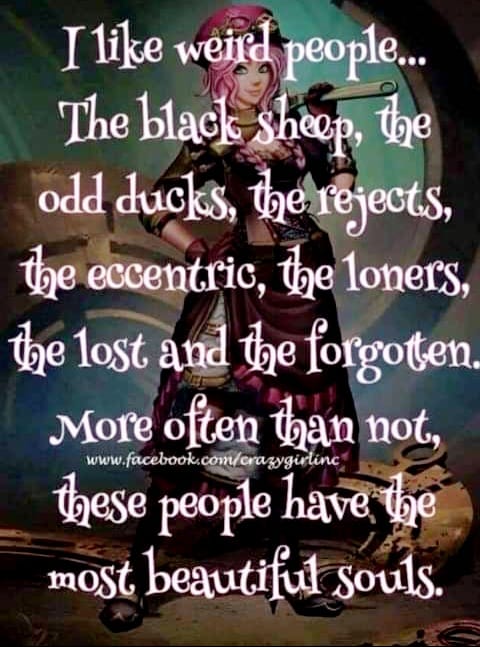 I like weird people...
The black sheep, the
odd ducks, the rejects,
the eccentric, the loners,
the lost and the forgotten.
More often than not,
www.facebook.com/crazygirlinc
these people have the
most beautiful souls.